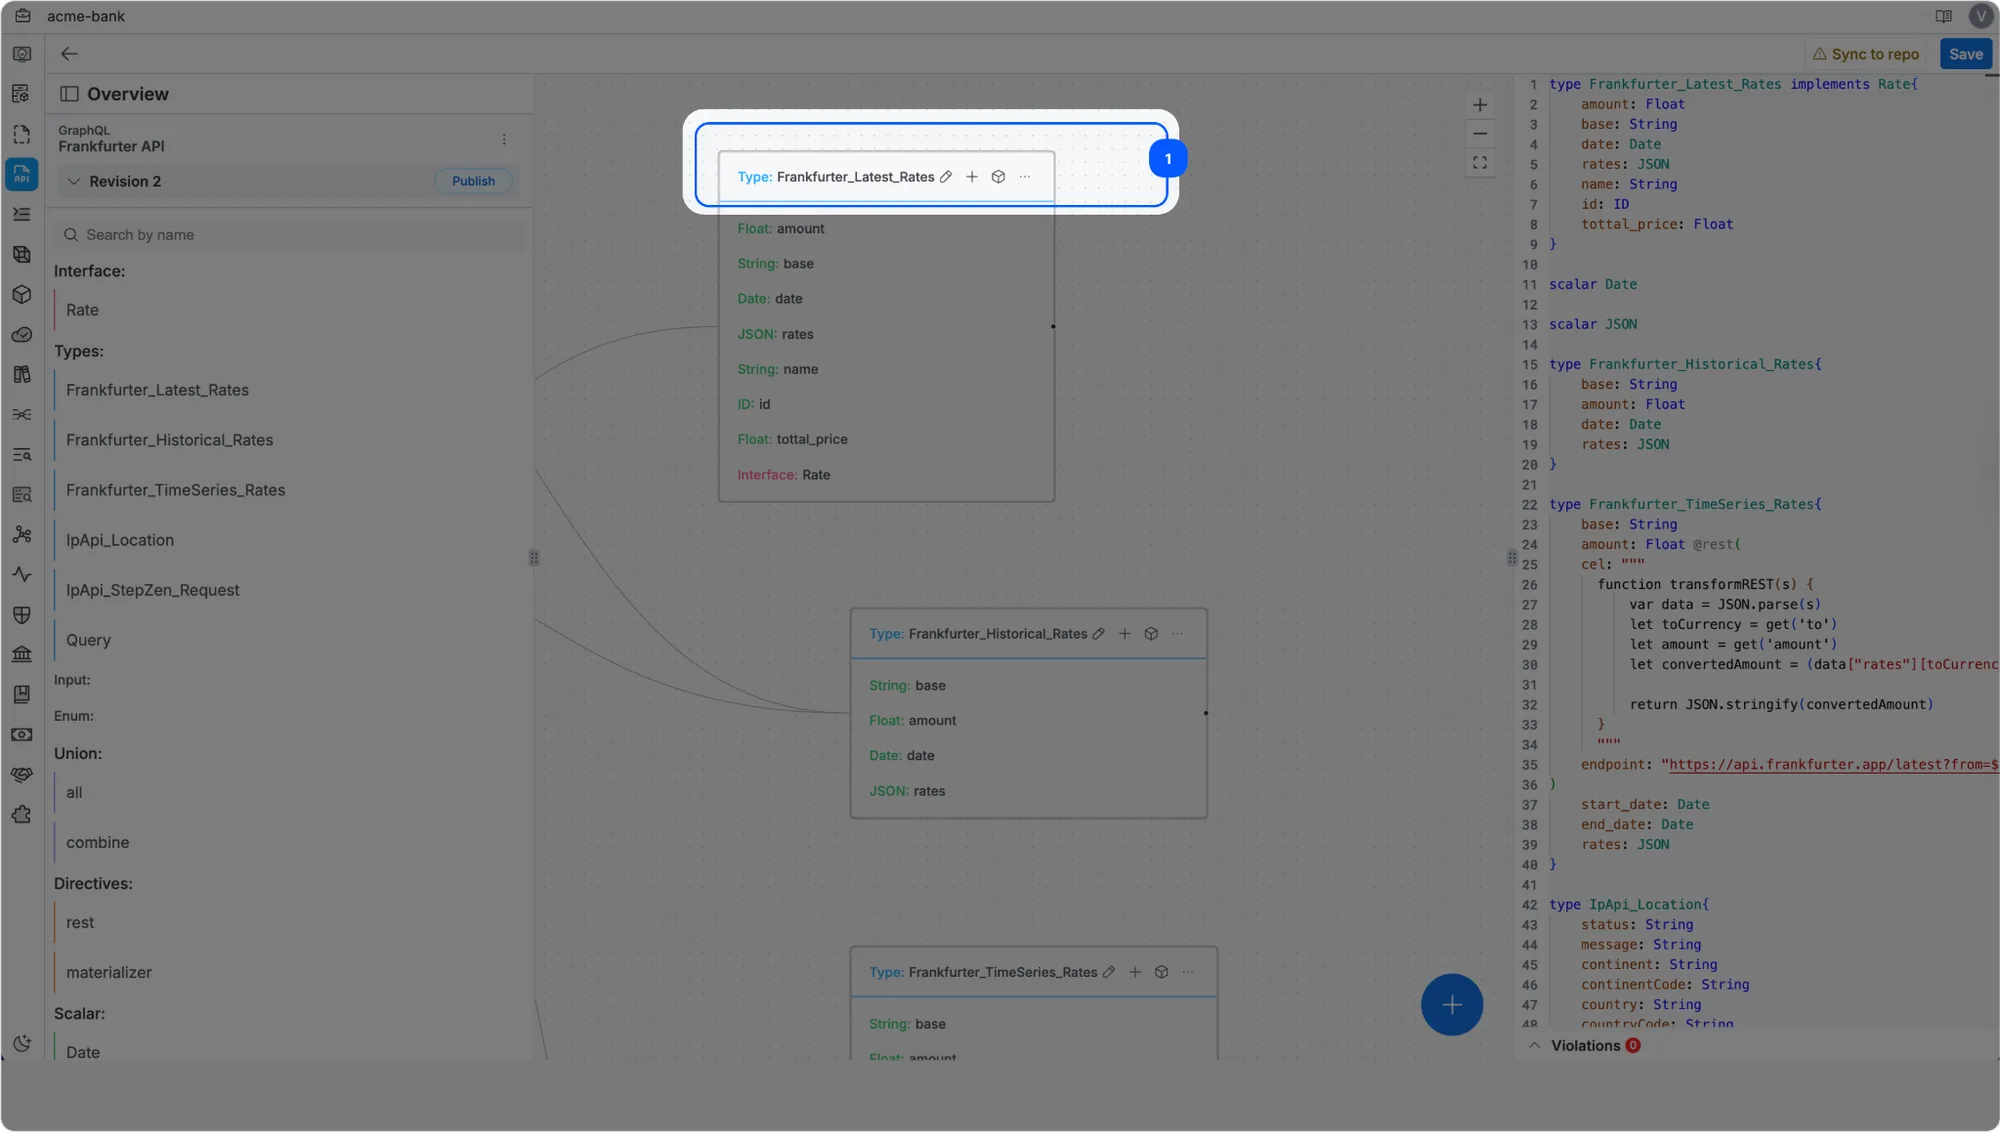 acme-bank
V
Sync to repo
Save
Overview
GraphQL
Frankfurter API
Revision 2
Publish
Search by name
Interface:
Rate
Types:
Frankfurter_Latest_Rates
Frankfurter_Historical_Rates
Frankfurter_TimeSeries_Rates
IpApi_Location
IpApi_StepZen_Request
Query
Input:
Enum:
Union:
all
combine
Directives:
rest
materializer
Scalar:
Date
API
1
Type: Frankfurter_Latest_Rates
Float: amount
String: base
Date: date
JSON: rates
String: name
ID: id
Float: tottal_price
Interface: Rate
Type: Frankfurter_Historical_Rates
String: base
Float: amount
Date: date
JSON: rates
Type: Frankfurter_TimeSeries_Rates
String: base
Float: amount
1 type Frankfurter_Latest_Rates implements Rate{
2 amount: Float
3 base: String
4 date: Date
5 rates: JSON
6 name: String
7 id: ID
8 tottal_price: Float
9 }
10
11 scalar Date
12
13 scalar JSON
14
15 type Frankfurter_Historical_Rates{
16 base: String
17 amount: Float
18 date: Date
19 rates: JSON
20 }
21
22 type Frankfurter_TimeSeries_Rates{
23 base: String
24 amount: Float @rest(
25 cel: """
26 function transformREST(s) {
27 var data = JSON.parse(s)
28 let toCurrency = get('to')
29 let amount = get('amount')
30 let convertedAmount = (data["rates"][toCurrenc
31
32 return JSON.stringify(convertedAmount)
33 }
34 """
35 endpoint: "https://api.frankfurter.app/latest?from=$
36 )
37 start_date: Date
38 end_date: Date
39 rates: JSON
40 }
41
42 type IpApi_Location{
43 status: String
44 message: String
45 continent: String
46 continentCode: String
47 country: String
48 countryCode: String
Violations 0